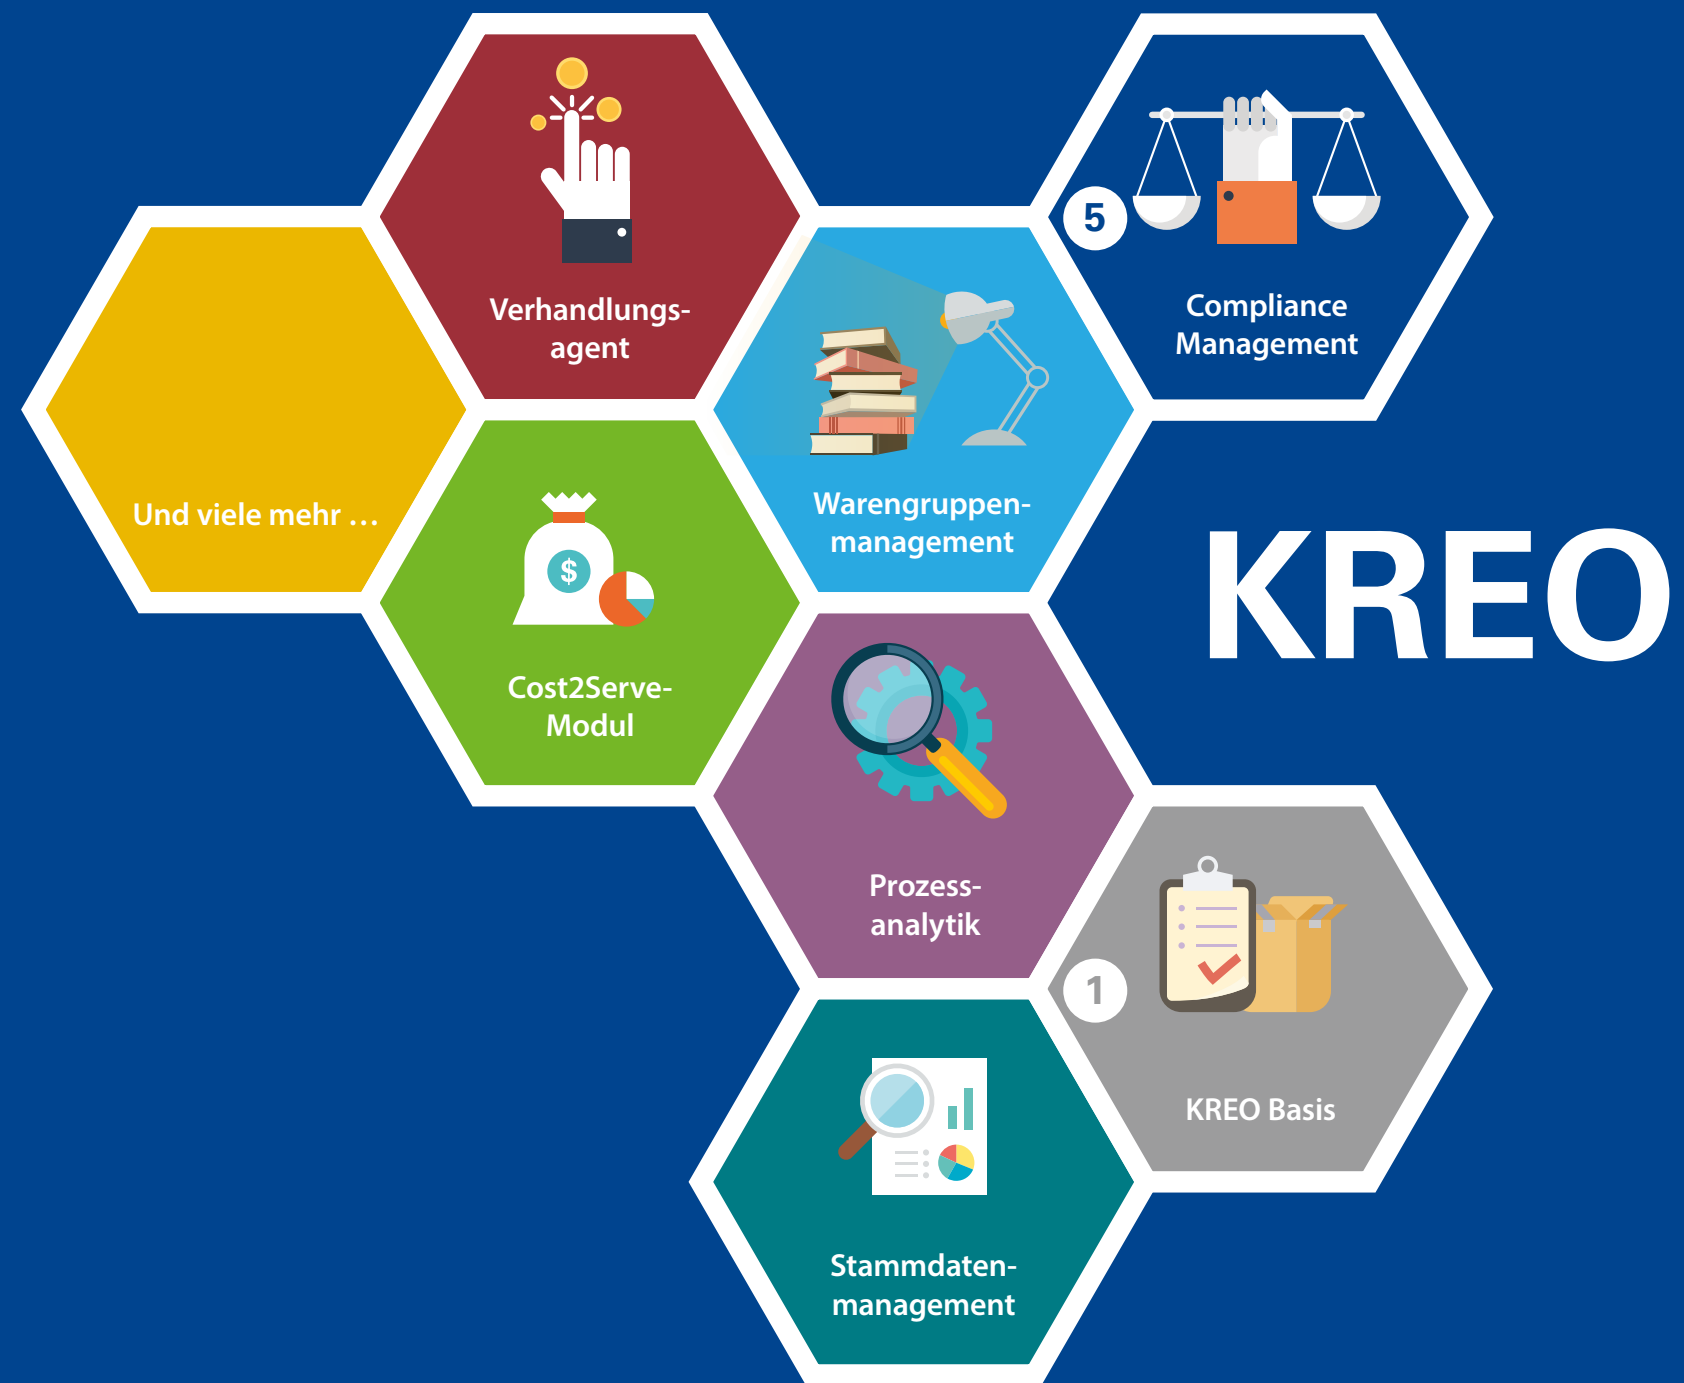 Verhandlungs-
agent
5
Compliance
Management
Und viele mehr ...
Warengruppen-
management
$
Cost2Serve-
Modul
KREO
Prozess-
analytik
1
KREO Basis
Stammdaten-
management